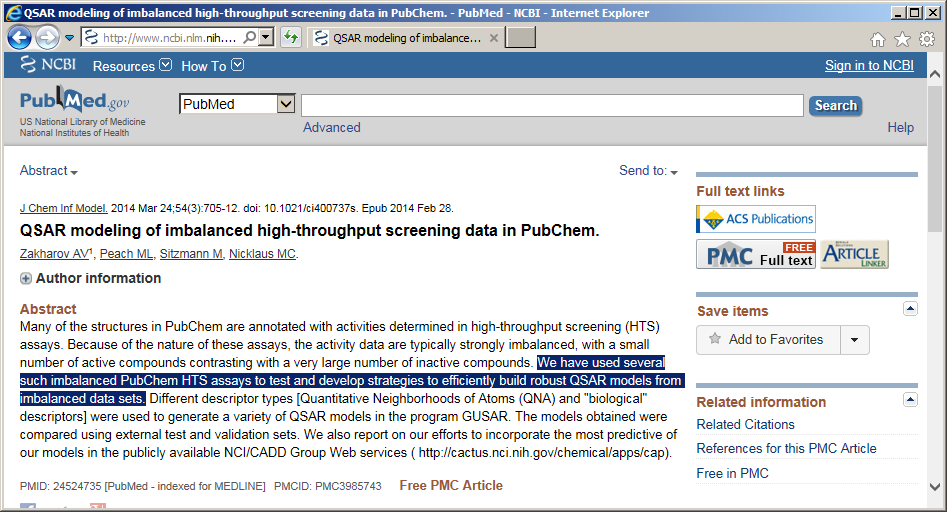 QSAR modeling of imbalanced high-throughput screening data in PubChem. - PubMed - NCBI - Internet Explorer
http://www.ncbi.nlm.nih.... QSAR modeling of imbalance...
NCBI Resources How To Sign in to NCBI
PubMed.gov
US National Library of Medicine
National Institutes of Health
PubMed Search
Advanced Help
Abstract Send to:
J Chem Inf Model. 2014 Mar 24;54(3):705-12. doi: 10.1021/ci400737s. Epub 2014 Feb 28.
QSAR modeling of imbalanced high-throughput screening data in PubChem.
Zakharov AV1, Peach ML, Sitzmann M, Nicklaus MC.
Author information
Abstract
Many of the structures in PubChem are annotated with activities determined in high-throughput screening (HTS)
assays. Because of the nature of these assays, the activity data are typically strongly imbalanced, with a small
number of active compounds contrasting with a very large number of inactive compounds. We have used several
such imbalanced PubChem HTS assays to test and develop strategies to efficiently build robust QSAR models from
imbalanced data sets. Different descriptor types [Quantitative Neighborhoods of Atoms (QNA) and "biological"
descriptors] were used to generate a variety of QSAR models in the program GUSAR. The models obtained were
compared using external test and validation sets. We also report on our efforts to incorporate the most predictive of
our models in the publicly available NCI/CADD Group Web services ( http://cactus.nci.nih.gov/chemical/apps/cap).
PMID: 24524735 [PubMed - indexed for MEDLINE] PMCID: PMC3985743 Free PMC Article
Full text links
ACS Publications
PMC FREE Full text
ARTICLE LINKER
Save items
Add to Favorites
Related information
Related Citations
References for this PMC Article
Free in PMC